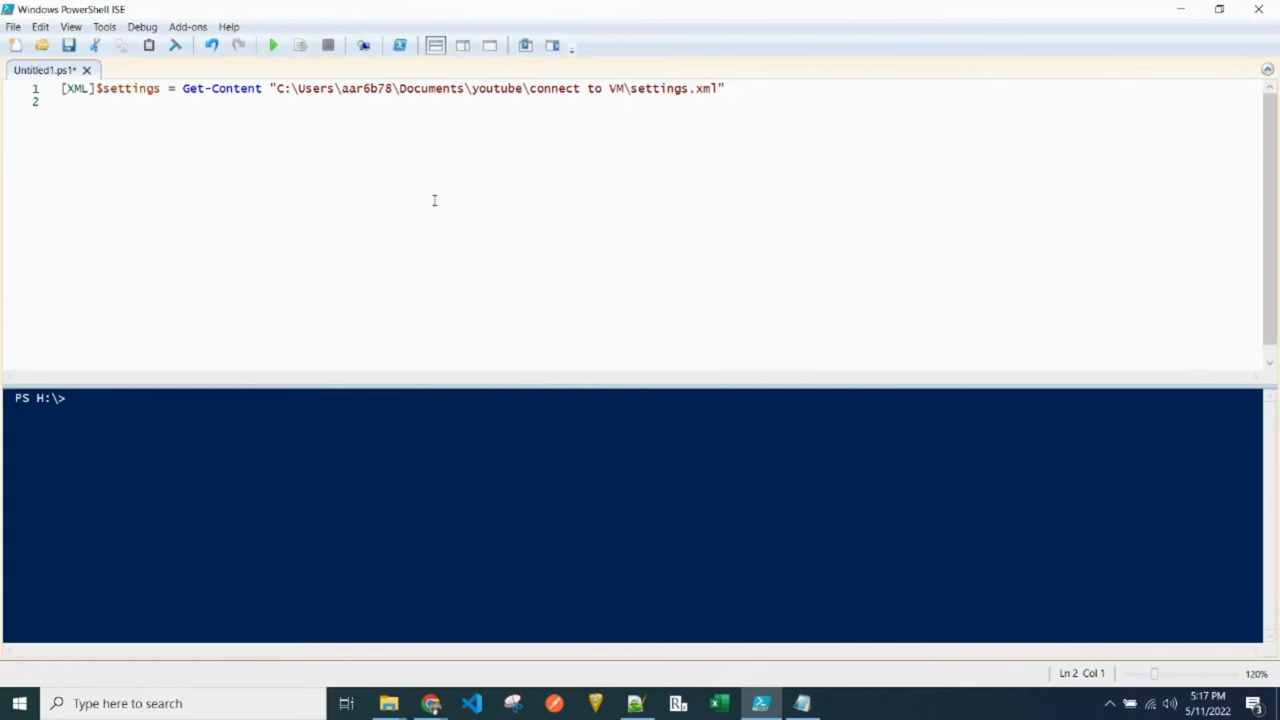 Windows PowerShell ISE
File Edit View Tools Debug Add-ons Help
Untitled1.ps1*
1 [XML]$settings = Get-Content "C:\Users\aar6b78\Documents\youtube\connect to VM\settings.xml"
2
PS H:\>
Ln 2 Col 1 120%
Type here to search
5:17 PM
5/11/2022
3